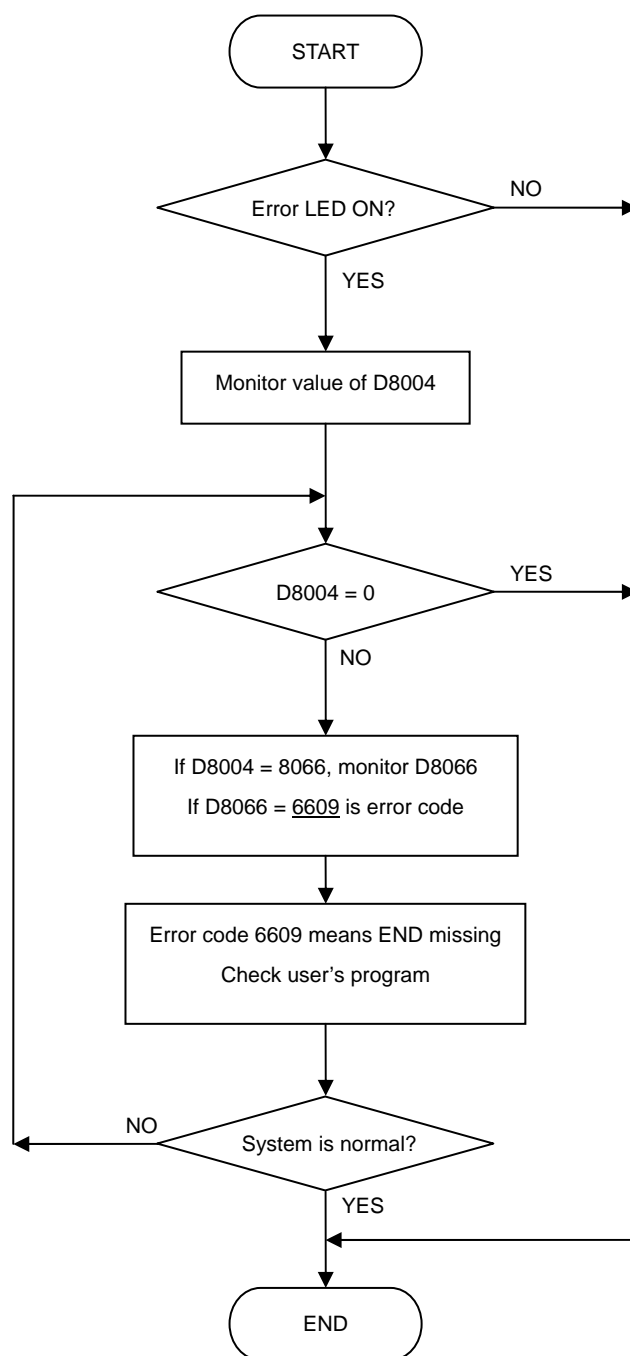 START
Error LED ON?
NO
YES
Monitor value of D8004
D8004 = 0
YES
NO
If D8004 = 8066, monitor D8066
If D8066 = 6609 is error code
Error code 6609 means END missing
Check user’s program
NO
System is normal?
YES
END